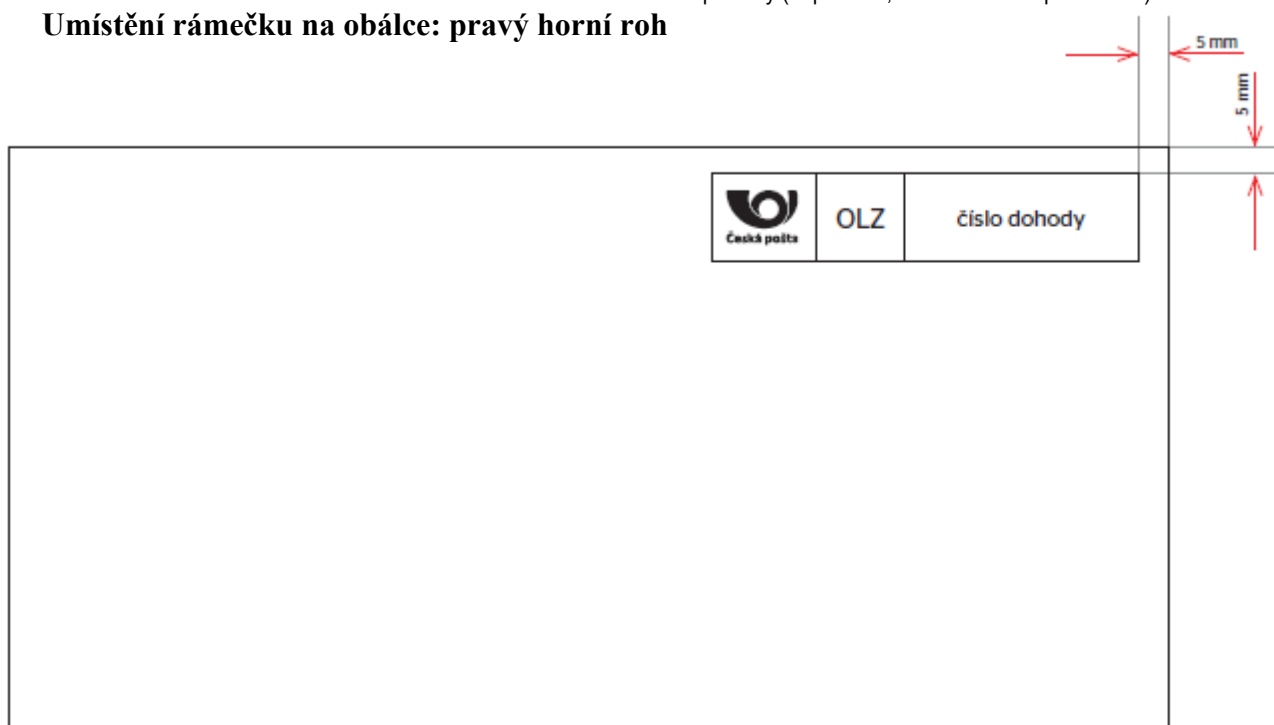 Umístění rámečku na obálce: pravý horní roh
5 mm
5 mm
Česká pošta
OLZ
číslo dohody